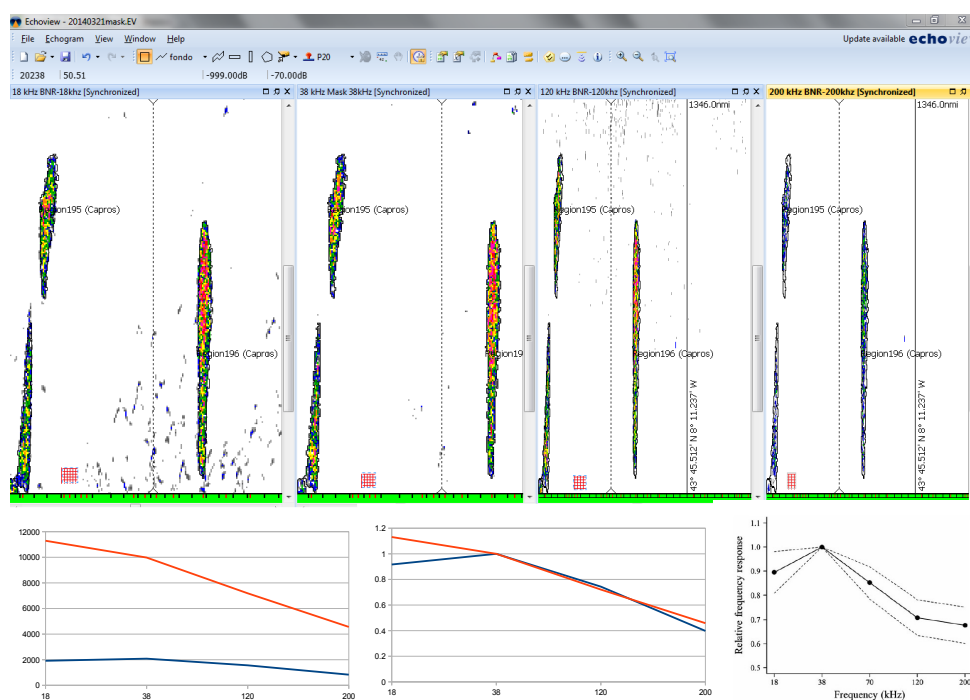 Echoview - 20140321mask.EV
File Echogram View Window Help
Update available echovie
fondo
P20
20238 50.51 -999.00dB -70.00dB
18 kHz BNR-18khz [Synchronized]
38 kHz Mask 38kHz [Synchronized]
120 kHz BNR-120khz [Synchronized]
200 kHz BNR-200khz [Synchronized]
1346.0nmi
1346.0nmi
egion195 (Capros)
Region195 (Capros)
Region195 (Capros)
Region195 (Capros)
Region196 (Capros)
Region19
Region196 (Capros)
Region196 (Capros)
43° 45.512' N 8° 11.237' W
43° 45.512' N 8° 11.237' W
12000
10000
8000
6000
4000
2000
0
18 38 120 200
1.2
1
0.8
0.6
0.4
0.2
0
18 38 120 200
Relative frequency response
1.1
1.0
0.9
0.8
0.7
0.6
0.5
18 38 70 120 200
Frequency (kHz)